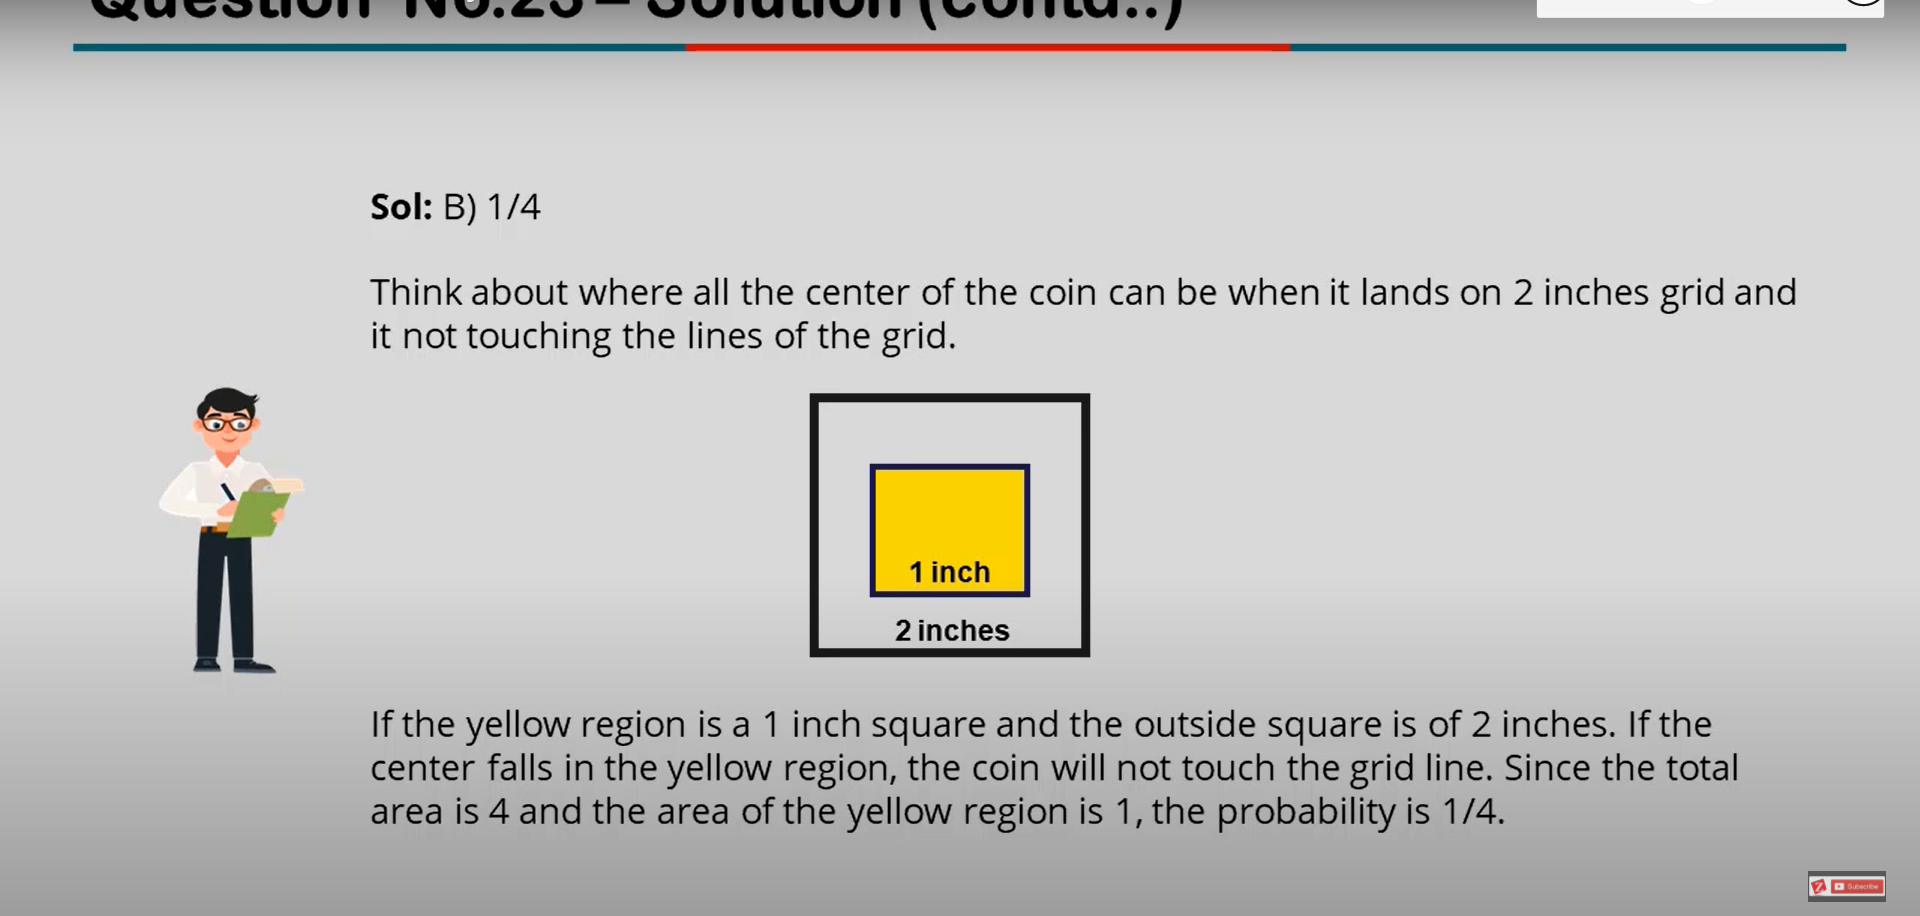 Question No.23 – Solution (contd..)
Sol: B) 1/4
Think about where all the center of the coin can be when it lands on 2 inches grid and
it not touching the lines of the grid.
1 inch
2 inches
If the yellow region is a 1 inch square and the outside square is of 2 inches. If the
center falls in the yellow region, the coin will not touch the grid line. Since the total
area is 4 and the area of the yellow region is 1, the probability is 1/4.
Subscribe